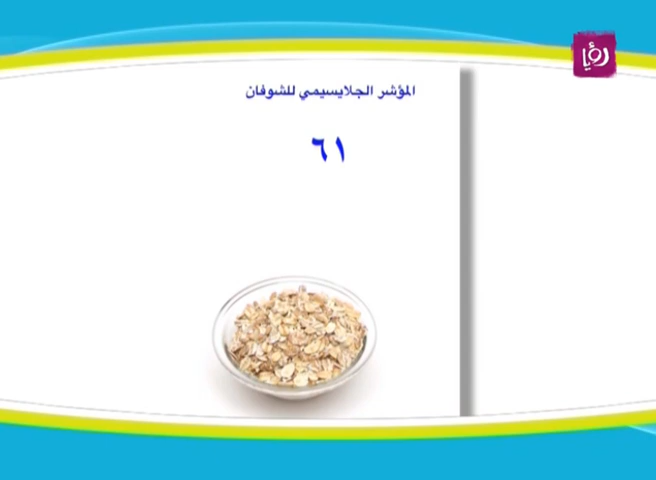 رؤيا
المؤشر الجلايسيمي للشوفان
٦١